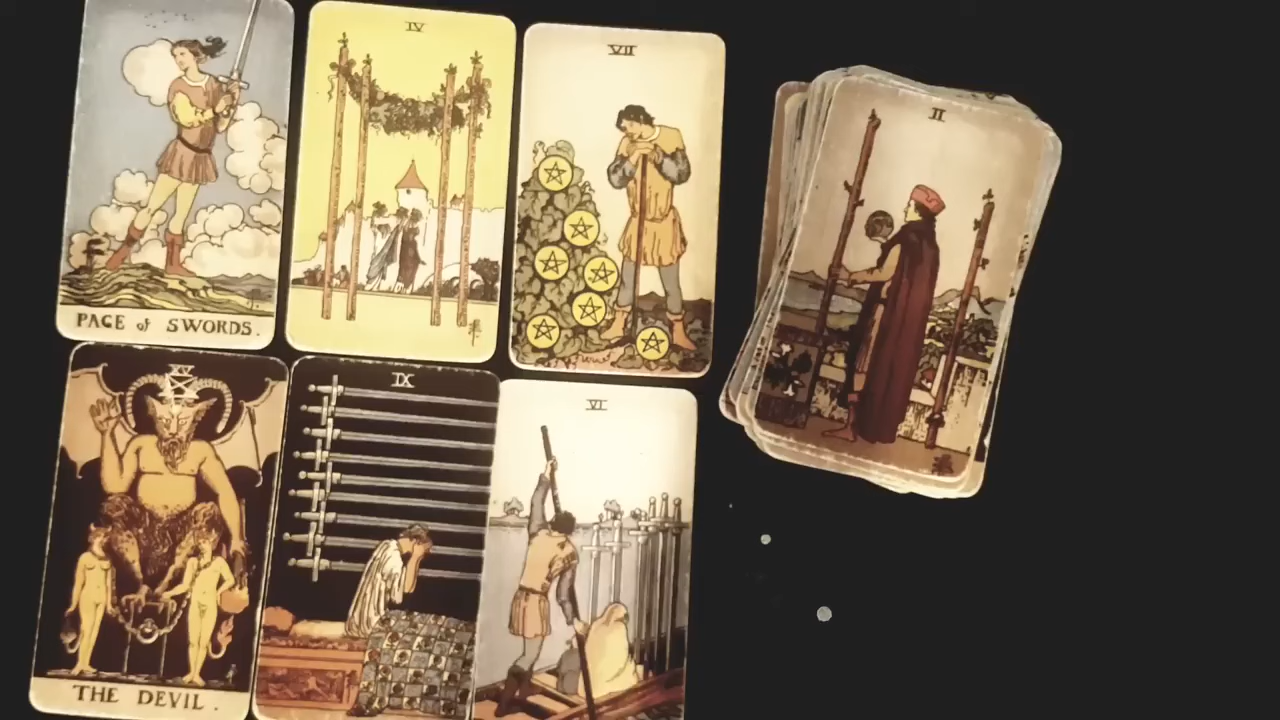 IV
VII
II
PAGE of SWORDS.
XV
IX
VI
THE DEVIL.